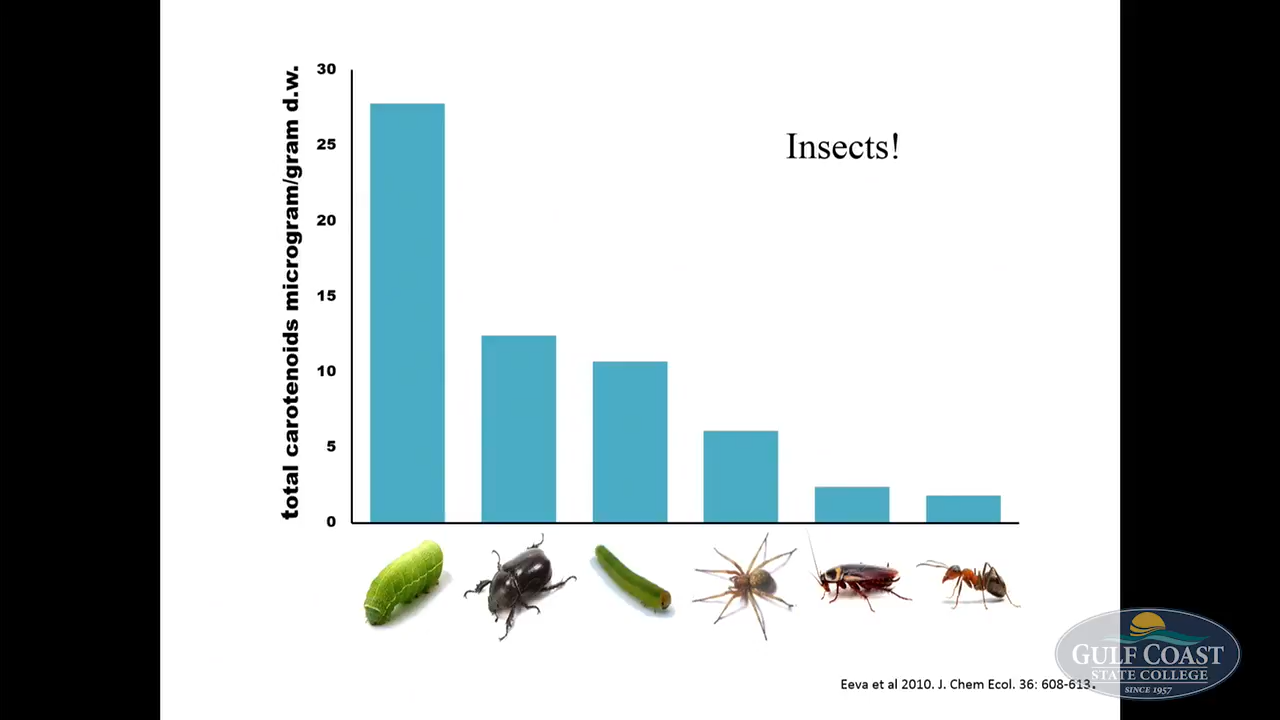 total carotenoids microgram/gram d.w.
30
25
20
15
10
5
0
Insects!
Eeva et al 2010. J. Chem Ecol. 36: 608-613.
GULF COAST
STATE COLLEGE
SINCE 1957